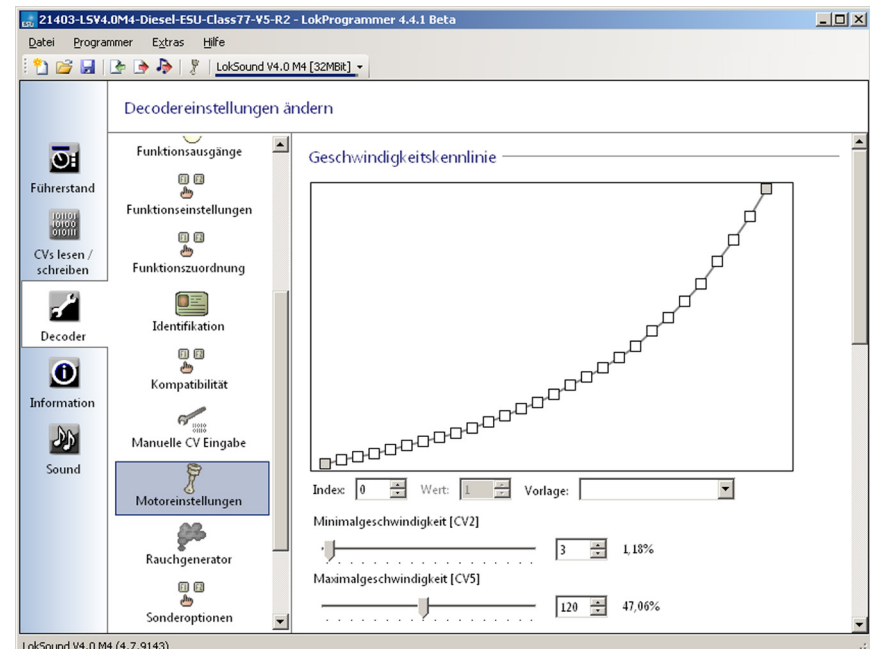 21403-LSV4.0M4-Diesel-ESU-Class77-V5-R2 - LokProgrammer 4.4.1 Beta
Datei Programmer Extras Hilfe
LokSound V4.0 M4 [32MBit]
Decodereinstellungen ändern
Führerstand
CVs lesen /
schreiben
Decoder
Information
Sound
Funktionsausgänge
Funktionseinstellungen
Funktionszuordnung
Identifikation
Kompatibilität
Manuelle CV Eingabe
Motoreinstellungen
Rauchgenerator
Sonderoptionen
Geschwindigkeitskennlinie
Index: 0 Wert: 1 Vorlage:
Minimalgeschwindigkeit [CV2]
3 1,18%
Maximalgeschwindigkeit [CV5]
120 47,06%
LokSound V4.0 M4 (4.7.9143)